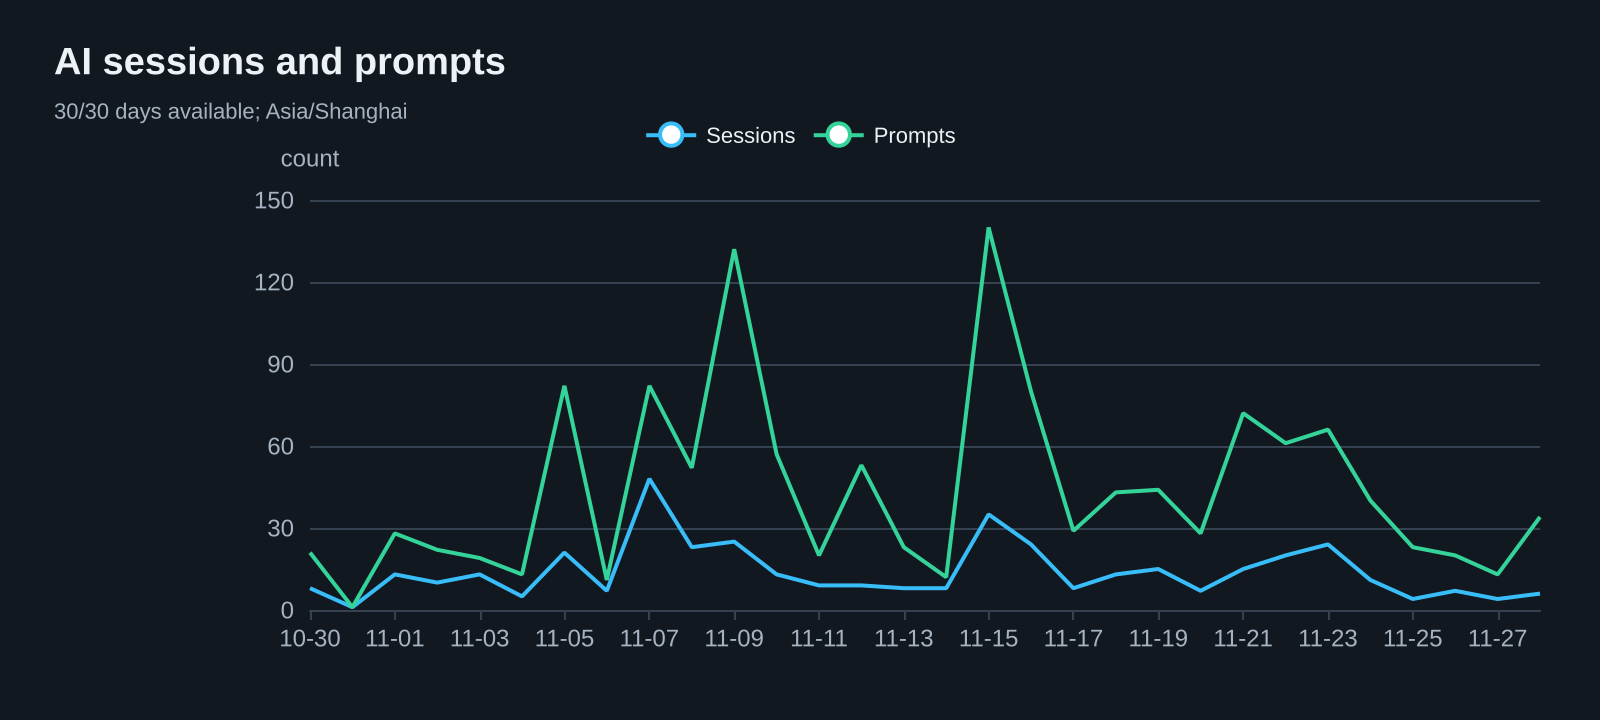 AI sessions and prompts
30/30 days available; Asia/Shanghai
Sessions Prompts
count
150
120
90
60
30
0
10-30 11-01 11-03 11-05 11-07 11-09 11-11 11-13 11-15 11-17 11-19 11-21 11-23 11-25 11-27